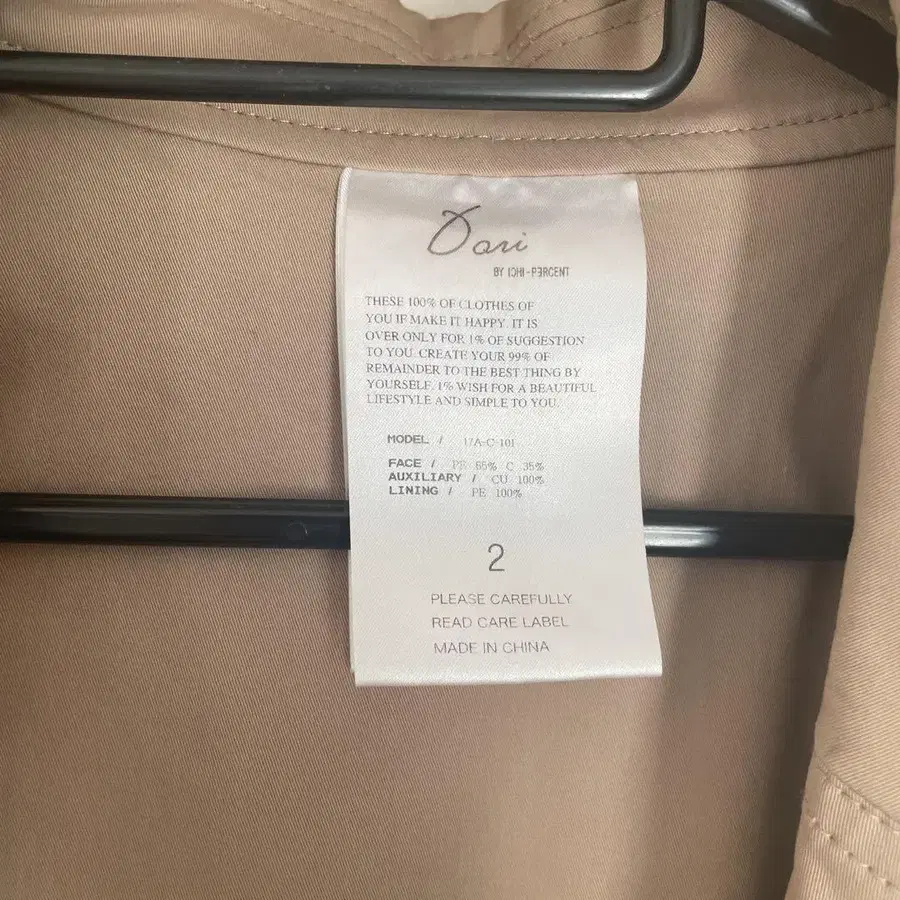 Dari
BY ICHI-PERCENT
THESE 100% OF CLOTHES OF
YOU IF MAKE IT HAPPY. IT IS
OVER ONLY FOR 1% OF SUGGESTION
TO YOU. CREATE YOUR 99% OF
REMAINDER TO THE BEST THING BY
YOURSELF. 1% WISH FOR A BEAUTIFUL
LIFESTYLE AND SIMPLE TO YOU.
MODEL / 17A-C-101
FACE / PE 65% C 35%
AUXILIARY / CU 100%
LINING / PE 100%
2
PLEASE CAREFULLY
READ CARE LABEL
MADE IN CHINA